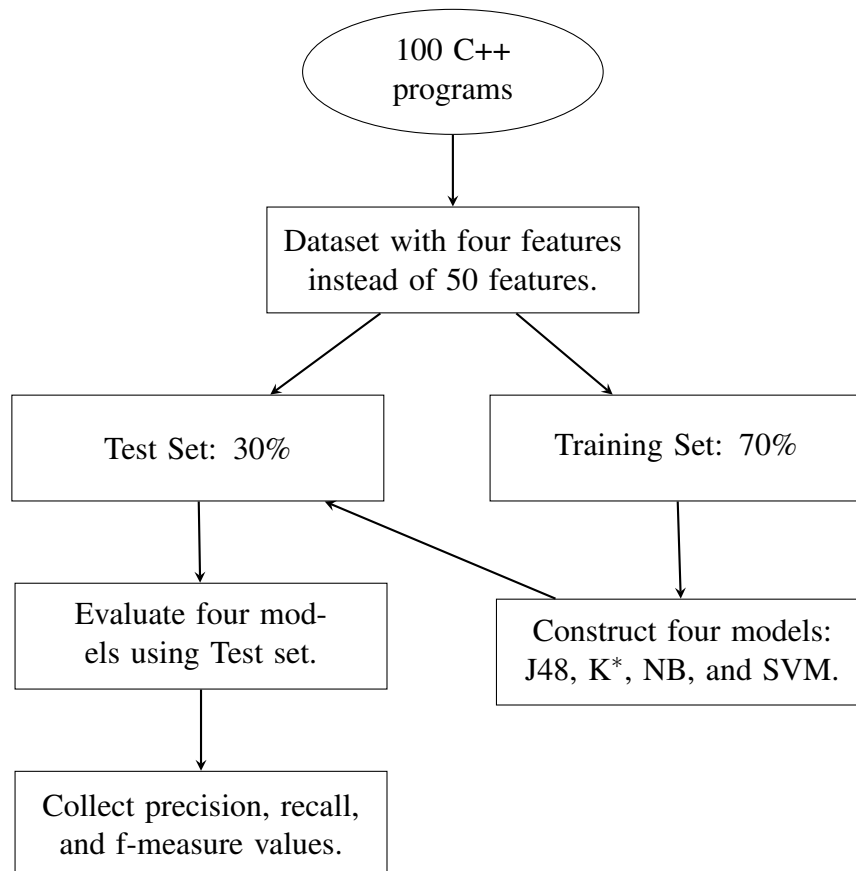 100 C++
programs
Dataset with four features
instead of 50 features.
Test Set: 30%
Training Set: 70%
Evaluate four mod-
els using Test set.
Construct four models:
J48, K*, NB, and SVM.
Collect precision, recall,
and f-measure values.